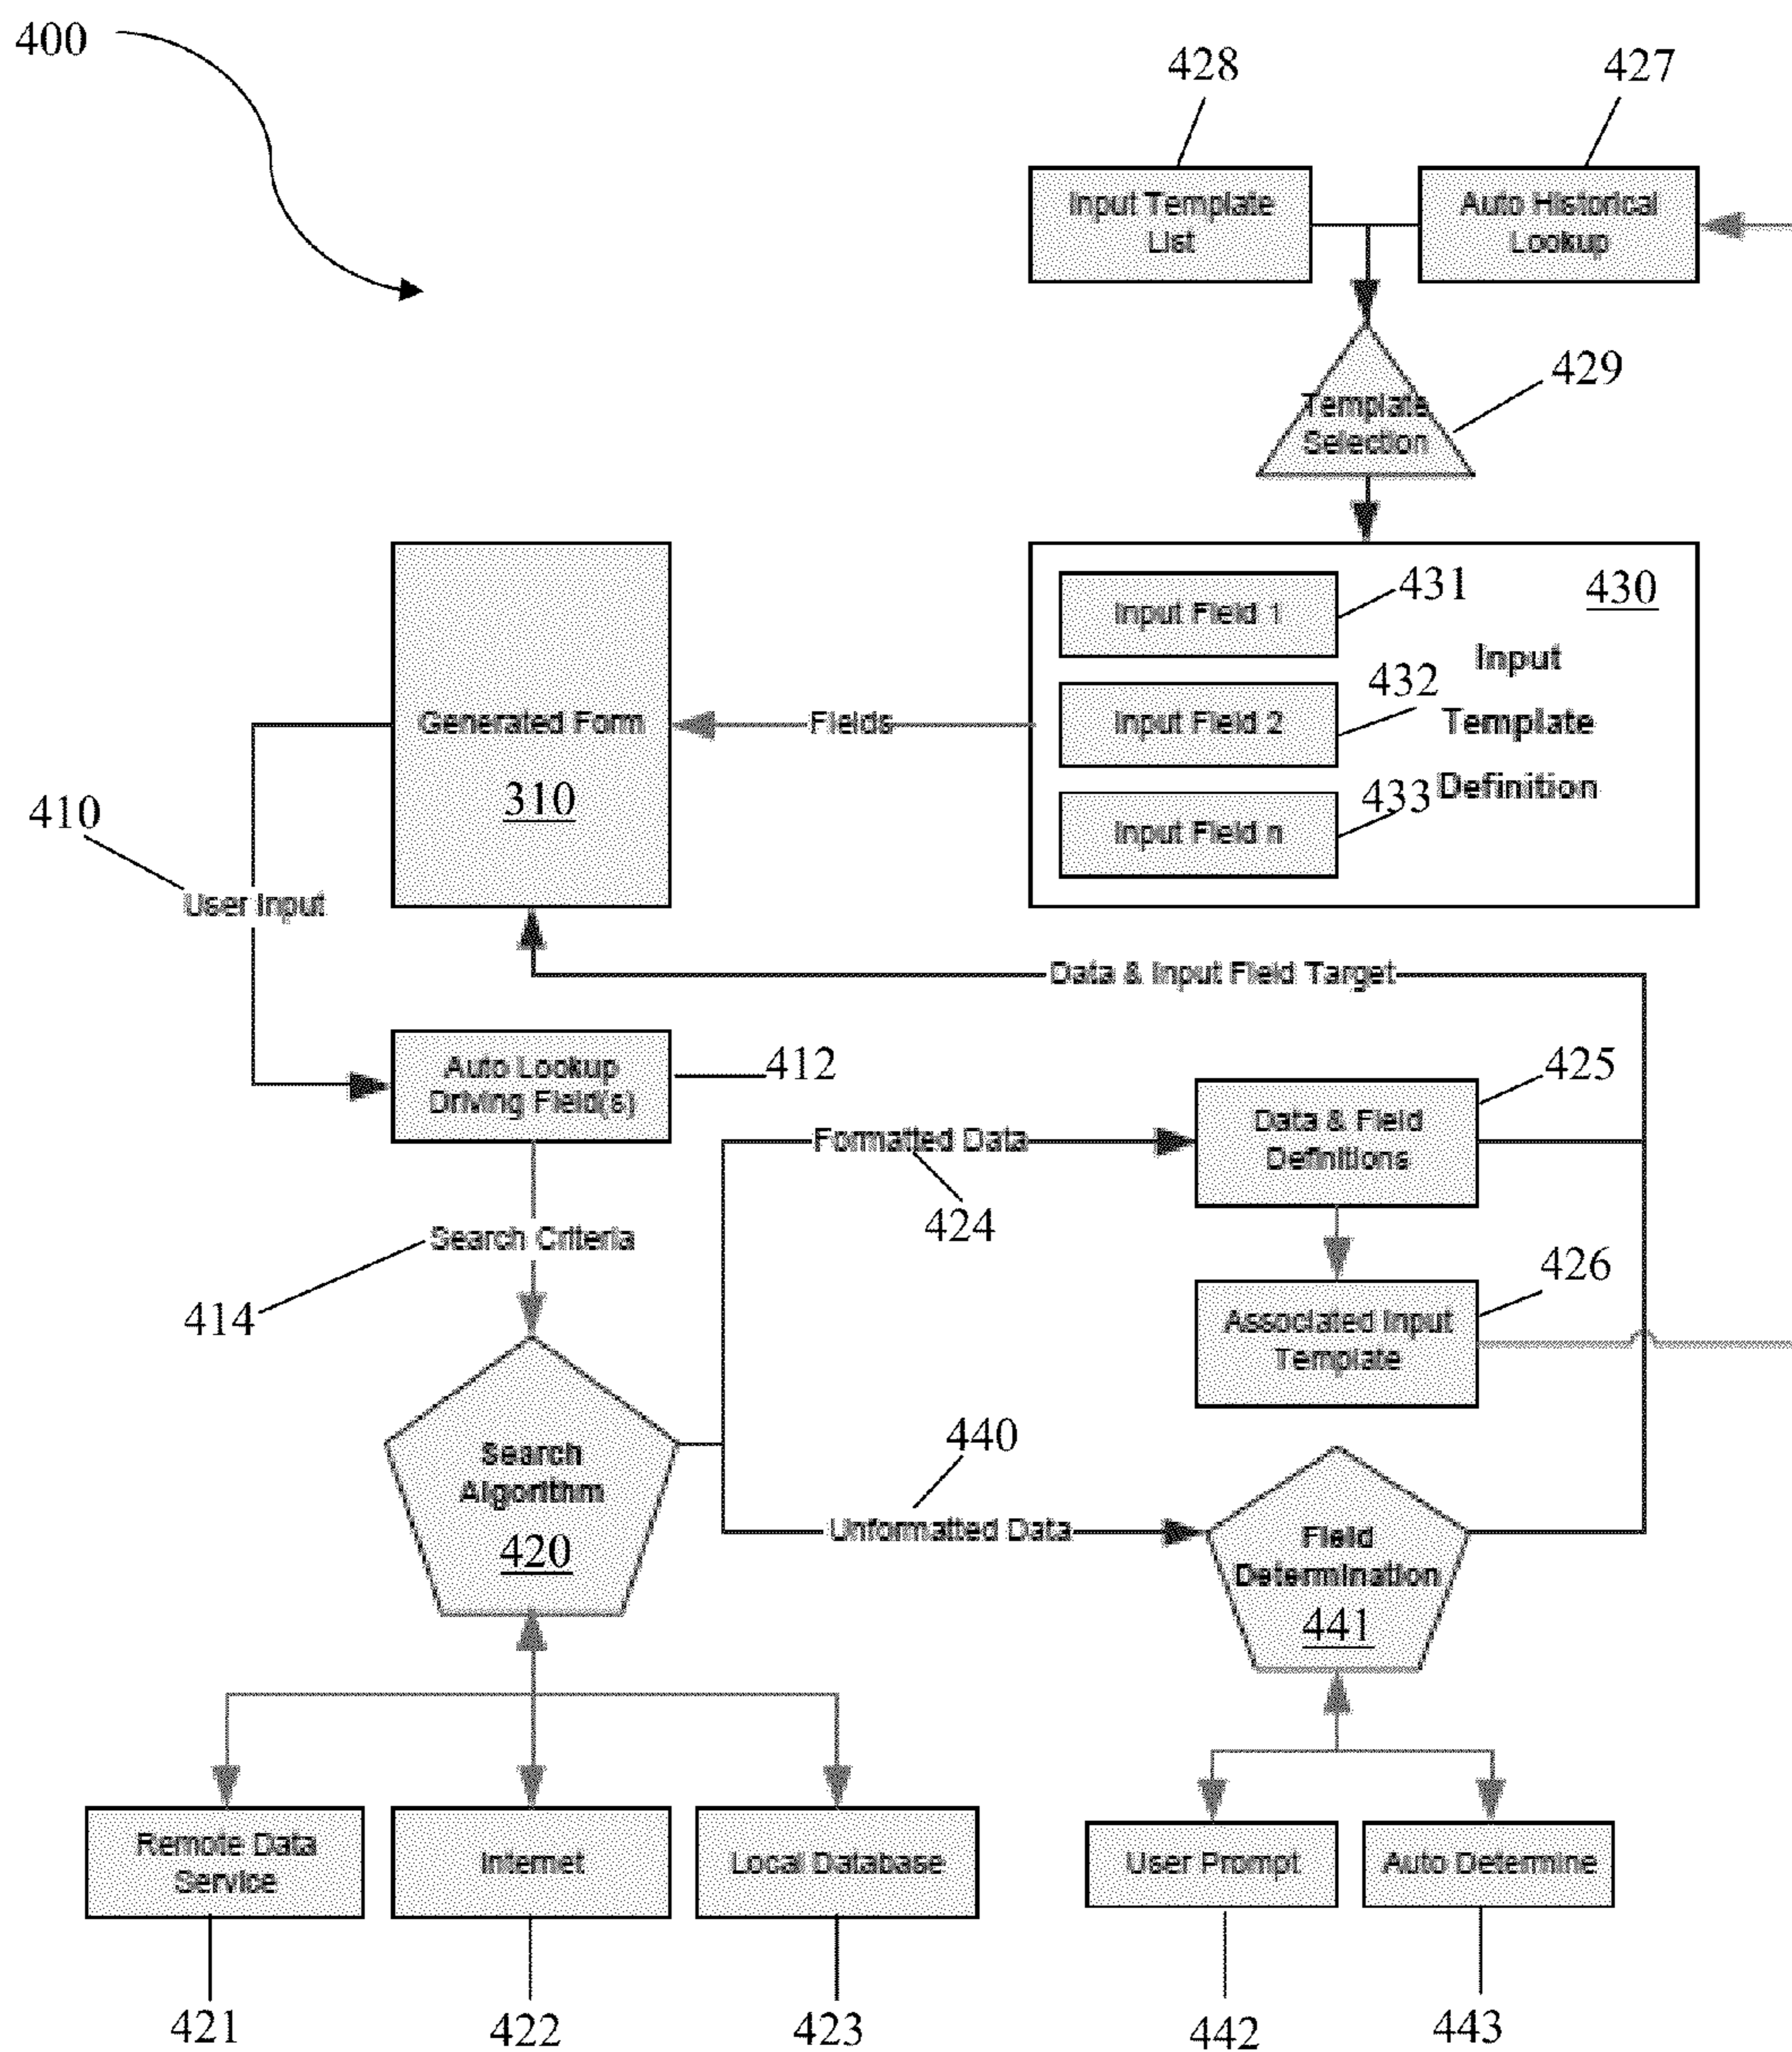 400
428
427
Input Template
List
Auto Historical
Lookup
429
Template
Selection
430
Input Field 1
431
Input
Template
Definition
Input Field 2
432
Input Field n
433
Generated Form
310
Fields
410
User Input
Data & Input Field Target
Auto Lookup
Driving Field(s)
412
Formatted Data
424
Data & Field
Definitions
425
Search Criteria
414
Associated Input
Template
426
Search
Algorithm
420
440
Unformatted Data
Field
Determination
441
Remote Data
Service
Internet
Local Database
User Prompt
Auto Determine
421
422
423
442
443